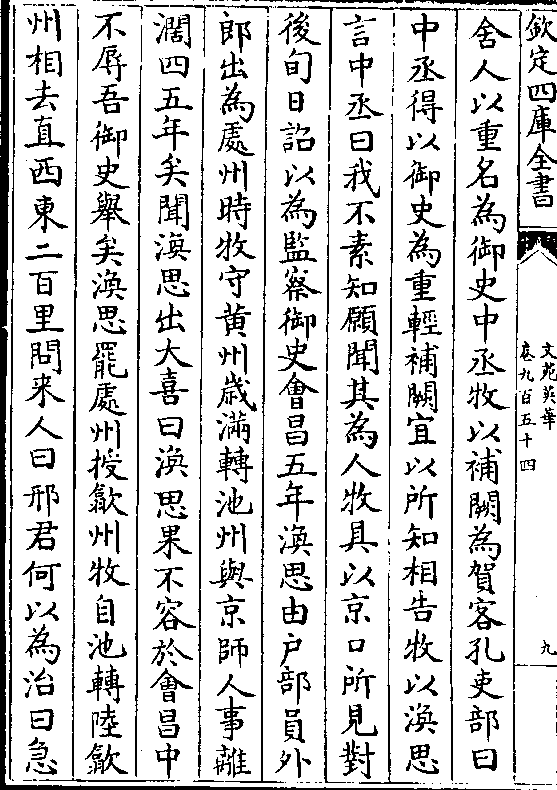 欽定四庫全書
文苑英華
卷九百五十四
九
舍人以重名為御史中丞牧以補闕為賀客孔吏部曰
中丞得以御史為重輕補闕宜以所知相告牧以渙思
言中丞曰我不素知願聞其為人牧具以京口所見對
後旬日詔以為監察御史會昌五年渙思由户部員外
郎出為處州時牧守黄州歳滿轉池州與京師人事離
濶四五年矣聞渙思出大喜曰渙思果不容於會昌中
不辱吾御史舉矣渙思罷處州授歙州牧自池轉陸歙
州相去直西東二百里問来人曰邢君何以為治曰急